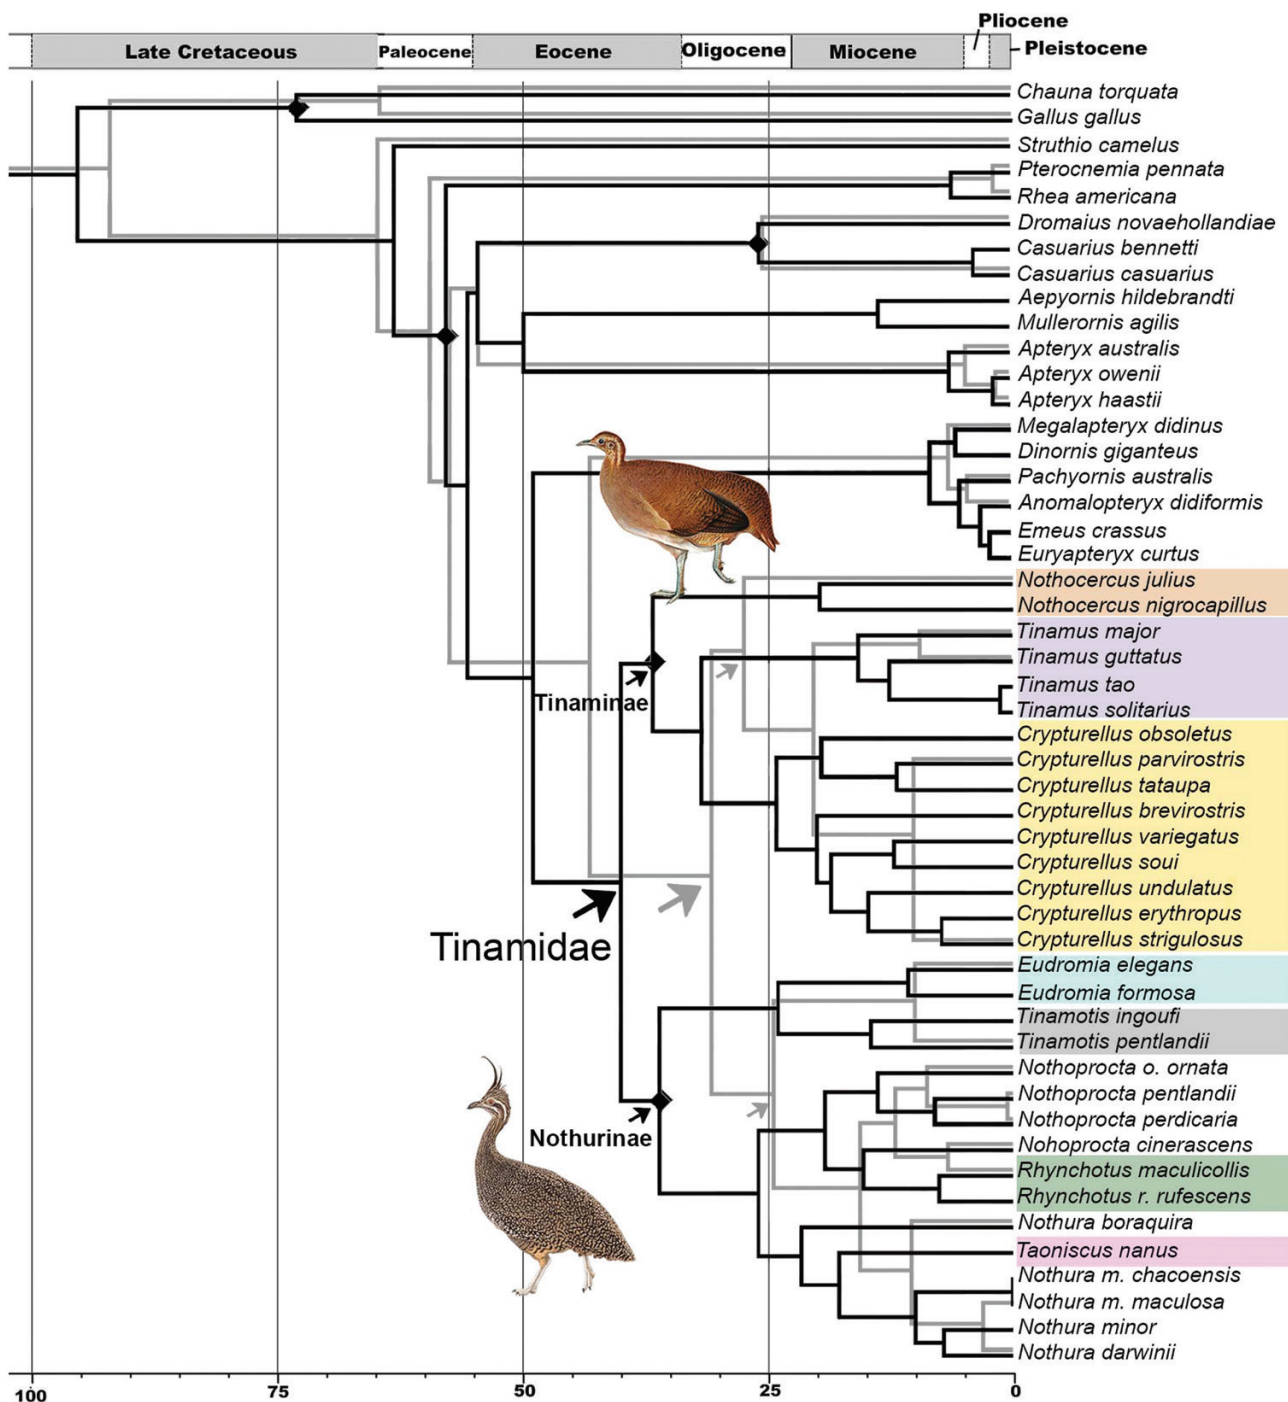 Pliocene
Late Cretaceous Paleocene Eocene Oligocene Miocene Pleistocene
Chauna torquata
Gallus gallus
Struthio camelus
Pterocnemia pennata
Rhea americana
Dromaius novaehollandiae
Casuarius bennetti
Casuarius casuarius
Aepyornis hildebrandti
Mullerornis agilis
Apteryx australis
Apteryx owenii
Apteryx haastii
Megalapteryx didinus
Dinornis giganteus
Pachyornis australis
Anomalopteryx didiformis
Emeus crassus
Euryapteryx curtus
Nothocercus julius
Nothocercus nigrocapillus
Tinamus major
Tinamus guttatus
Tinamus tao
Tinaminae
Tinamus solitarius
Crypturellus obsoletus
Crypturellus parvirostris
Crypturellus tataupa
Crypturellus brevirostris
Crypturellus variegatus
Crypturellus soui
Crypturellus undulatus
Crypturellus erythropus
Crypturellus strigulosus
Tinamidae
Eudromia elegans
Eudromia formosa
Tinamotis ingoufi
Tinamotis pentlandii
Nothoprocta o. ornata
Nothoprocta pentlandii
Nothoprocta perdicaria
Nothurinae
Nohoprocta cinerascens
Rhynchotus maculicollis
Rhynchotus r. rufescens
Nothura boraquira
Taoniscus nanus
Nothura m. chacoensis
Nothura m. maculosa
Nothura minor
Nothura darwinii
100 75 50 25 0